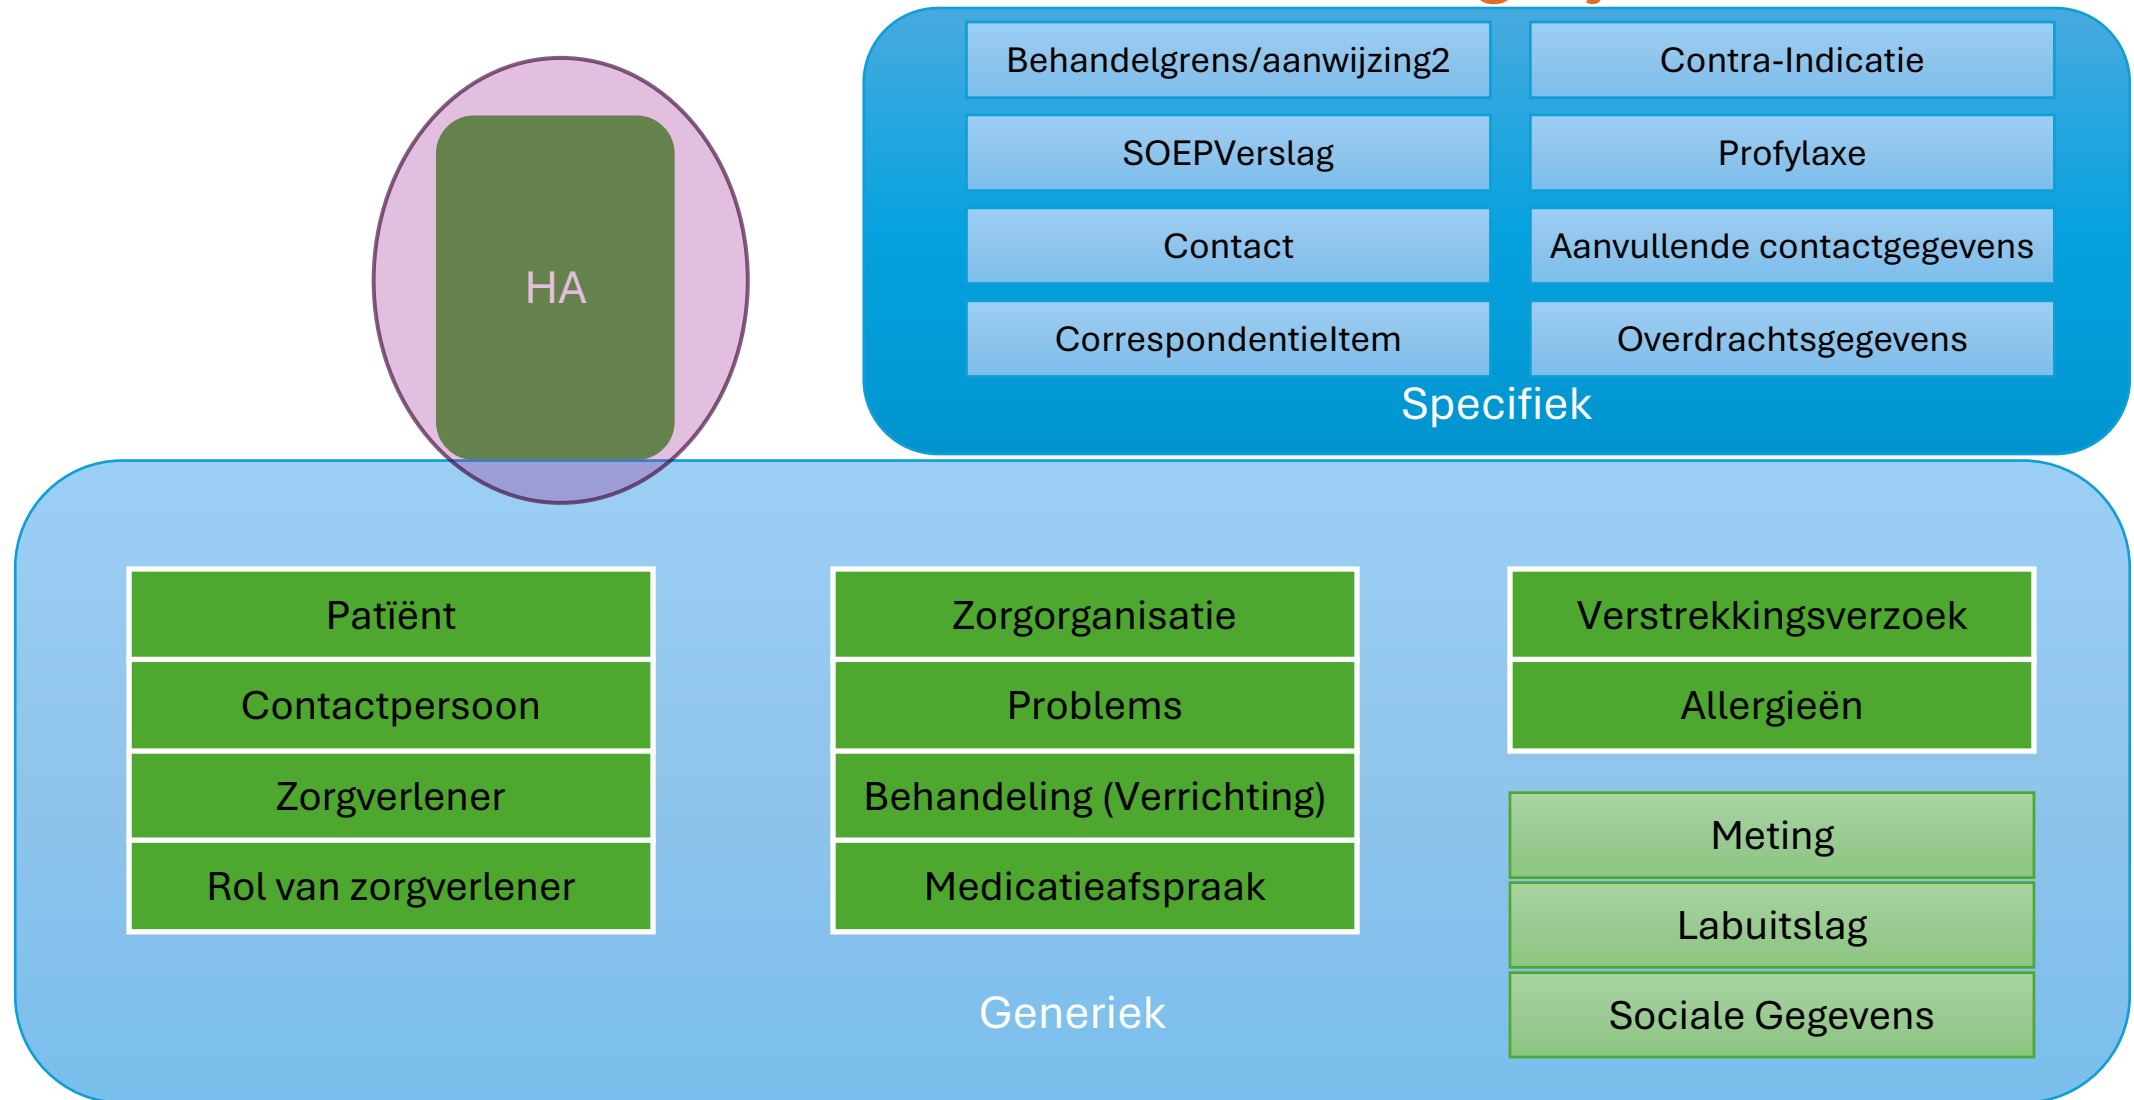 Behandelgrens/aanwijzing2
Contra-Indicatie
SOEPVerslag
Profylaxe
Contact
Aanvullende contactgegevens
CorrespondentieItem
Overdrachtsgegevens
Specifiek
HA
Patïënt
Contactpersoon
Zorgverlener
Rol van zorgverlener
Zorgorganisatie
Problems
Behandeling (Verrichting)
Medicatieafspraak
Verstrekkingsverzoek
Allergieën
Meting
Labuitslag
Sociale Gegevens
Generiek